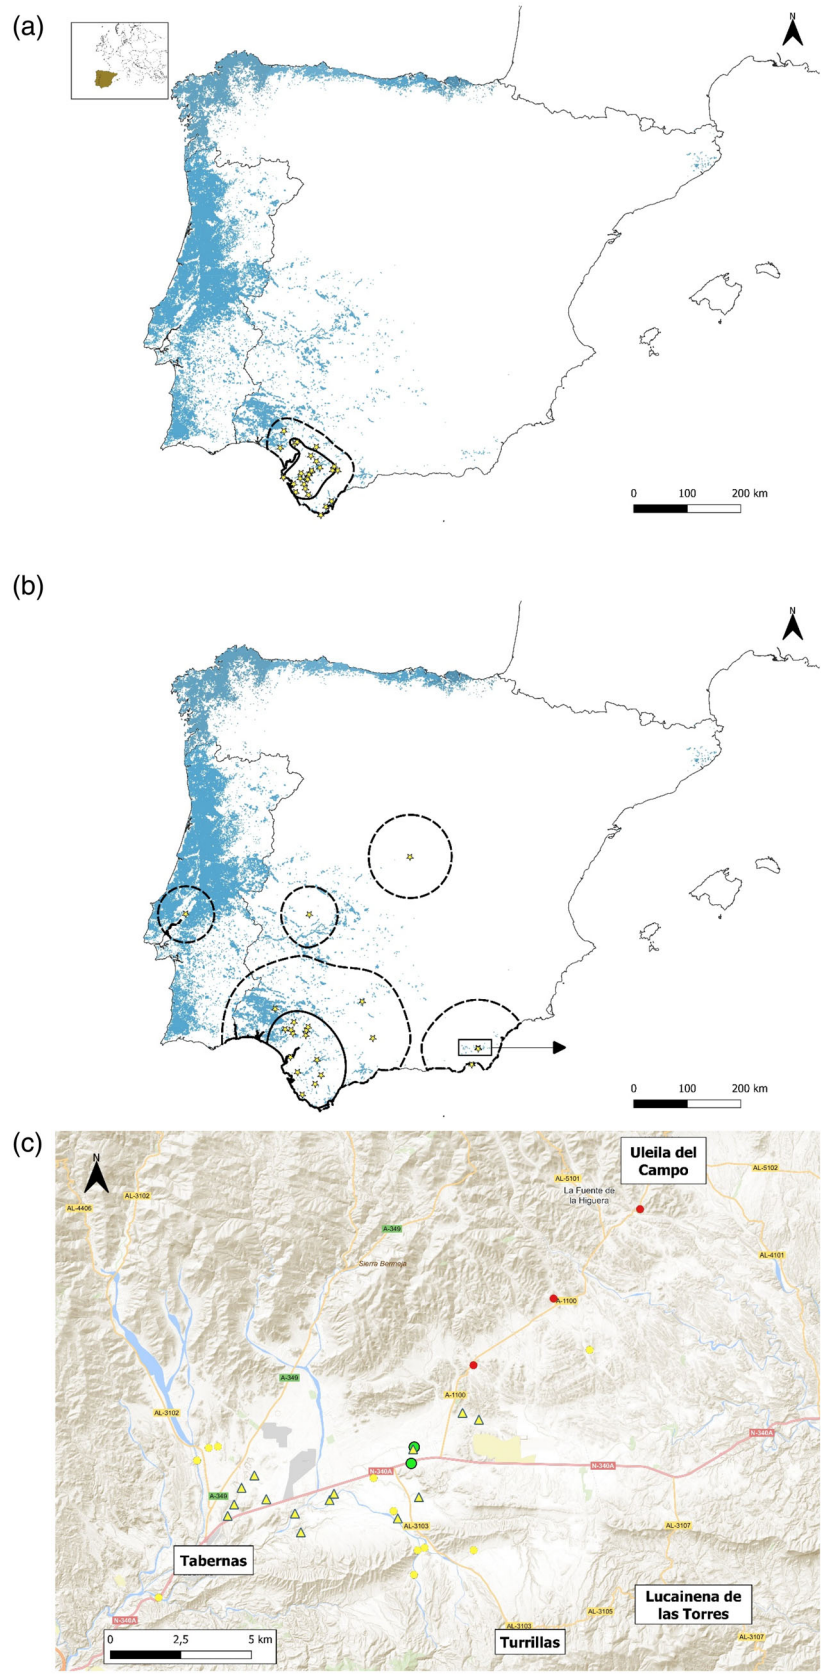 (a)
N
0 100 200 km
(b)
N
0 100 200 km
(c)
N
Uleila del
Campo
AL-5102
AL-5101
La Fuente de
la Higuera
AL-3102
AL-4406
A-349
AL-4101
Sierra Bermeja
A-1100
A-349
A-1100
AL-3102
N-340A
N-340A
N-340A
A-349
AL-3103
AL-3107
Tabernas
Lucainena de
las Torres
AL-3105
N-340A
AL-3103
AL-3107
Turrillas
0 2,5 5 km